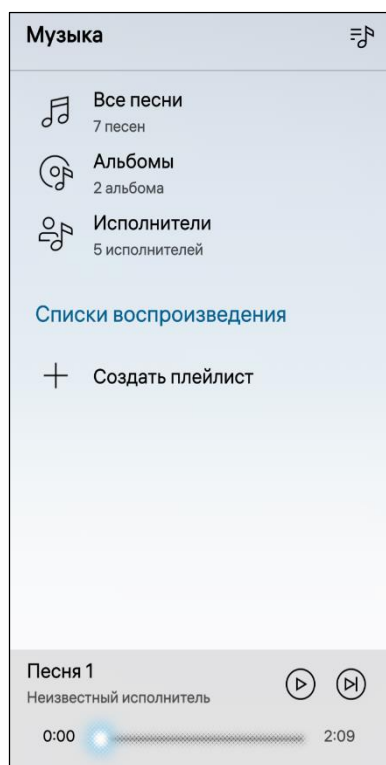 Музыка
Все песни
7 песен
Альбомы
2 альбома
Исполнители
5 исполнителей
Списки воспроизведения
Создать плейлист
Песня 1
Неизвестный исполнитель
0:00 2:09